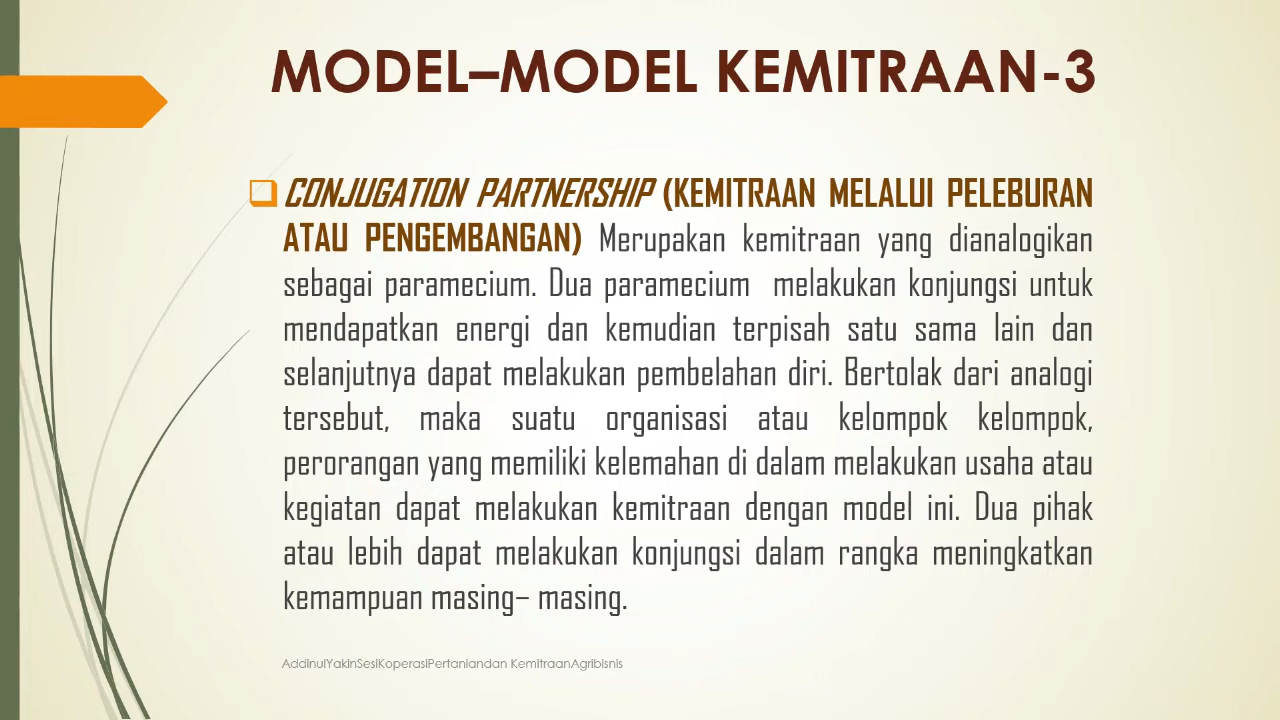 MODEL–MODEL KEMITRAAN-3
CONJUGATION PARTNERSHIP (KEMITRAAN MELALUI PELEBURAN
ATAU PENGEMBANGAN) Merupakan kemitraan yang dianalogikan
sebagai paramecium. Dua paramecium melakukan konjungsi untuk
mendapatkan energi dan kemudian terpisah satu sama lain dan
selanjutnya dapat melakukan pembelahan diri. Bertolak dari analogi
tersebut, maka suatu organisasi atau kelompok kelompok,
perorangan yang memiliki kelemahan di dalam melakukan usaha atau
kegiatan dapat melakukan kemitraan dengan model ini. Dua pihak
atau lebih dapat melakukan konjungsi dalam rangka meningkatkan
kemampuan masing– masing.
AddinulYakinSesiKoperasiPertaniandan KemitraanAgribisnis